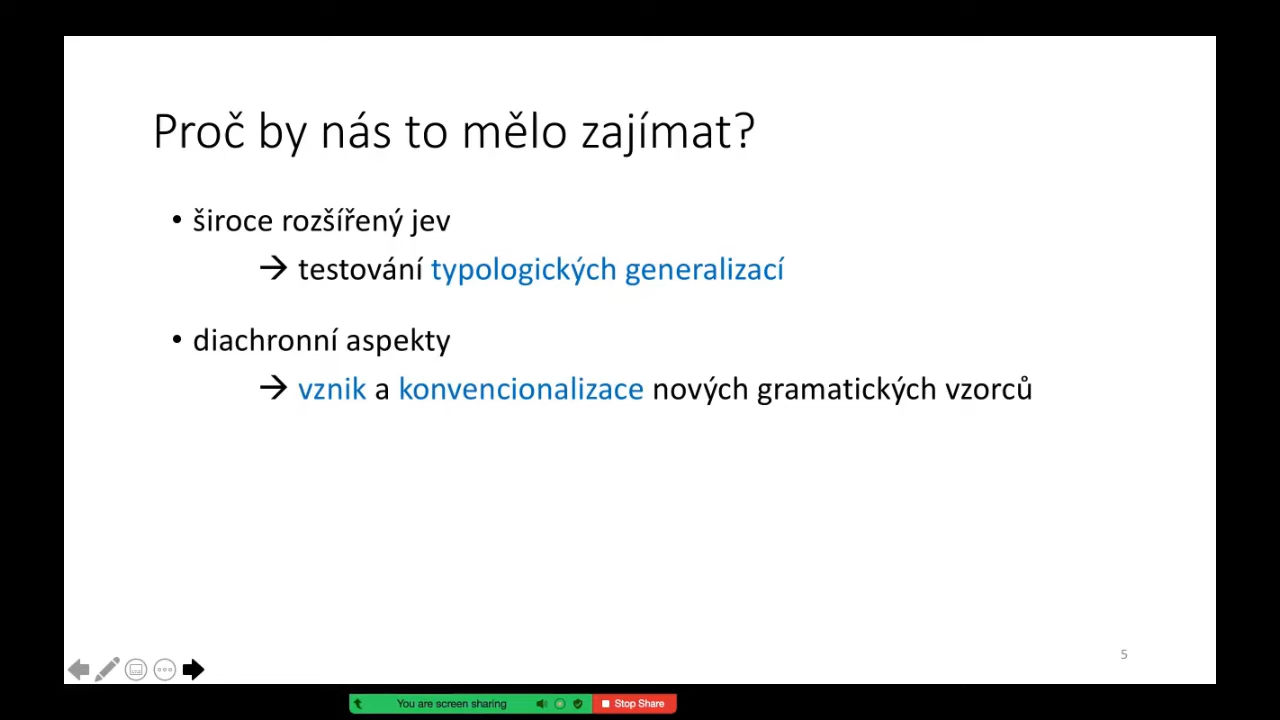 Proč by nás to mělo zajímat?
• široce rozšířený jev
→ testování typologických generalizací
• diachronní aspekty
→ vznik a konvencionalizace nových gramatických vzorců
5
You are screen sharing
Stop Share